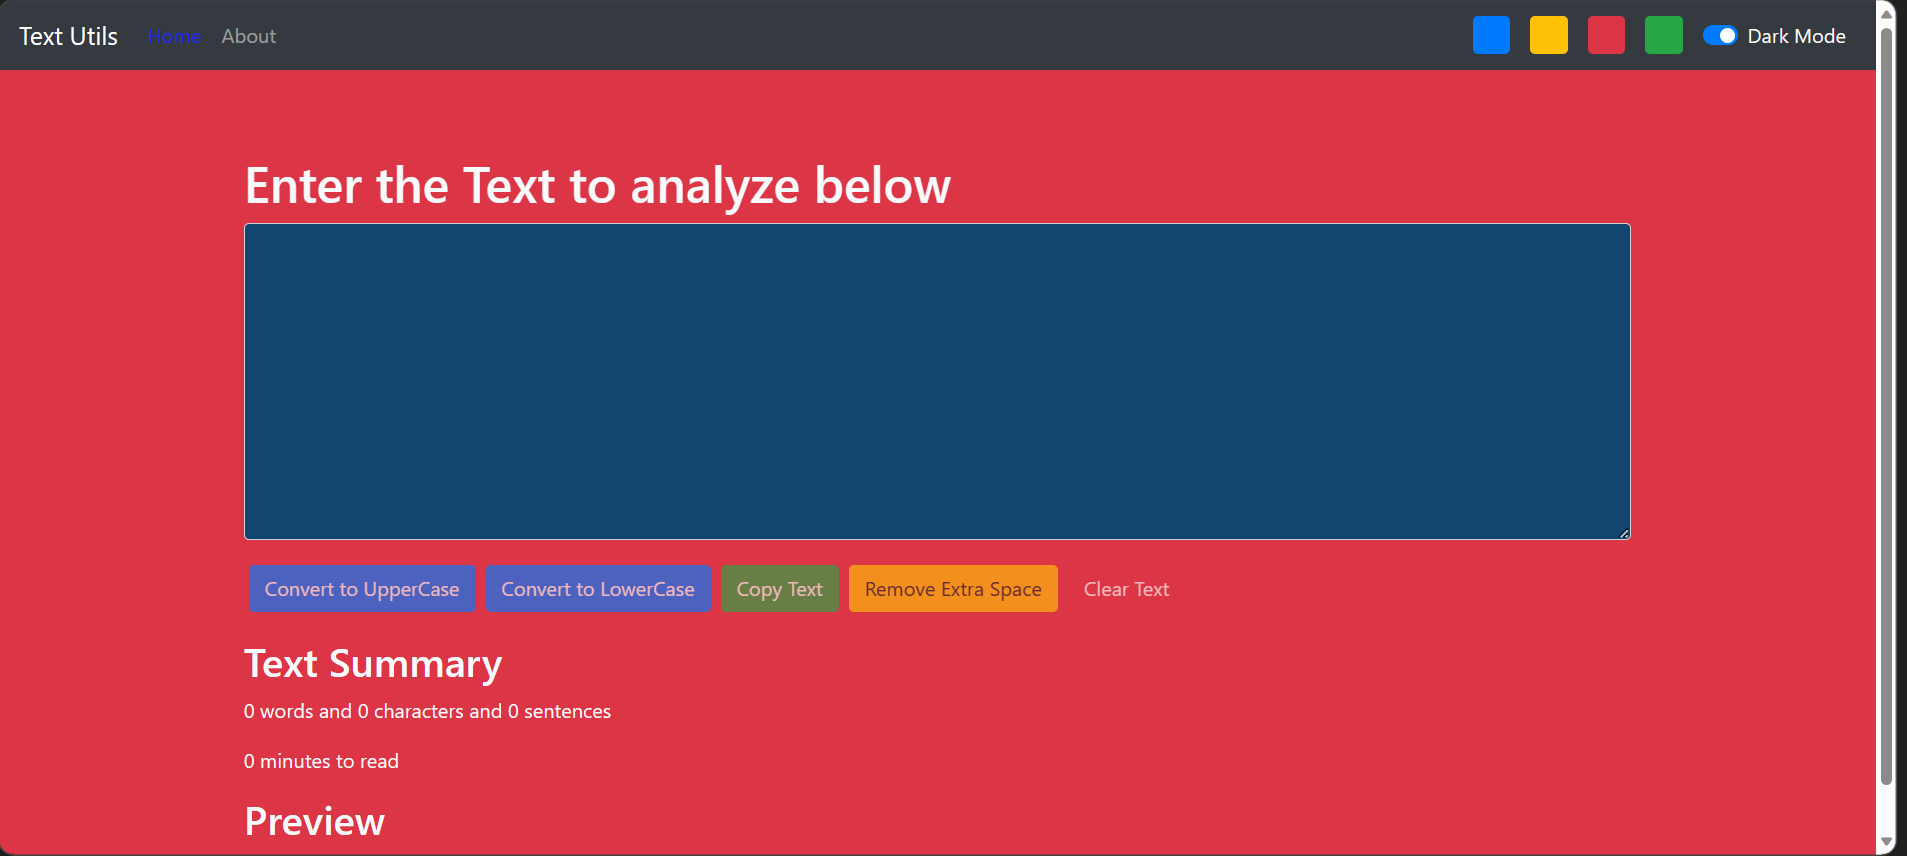 Text Utils Home About Dark Mode
Enter the Text to analyze below
Convert to UpperCase Convert to LowerCase Copy Text Remove Extra Space Clear Text
Text Summary
0 words and 0 characters and 0 sentences
0 minutes to read
Preview